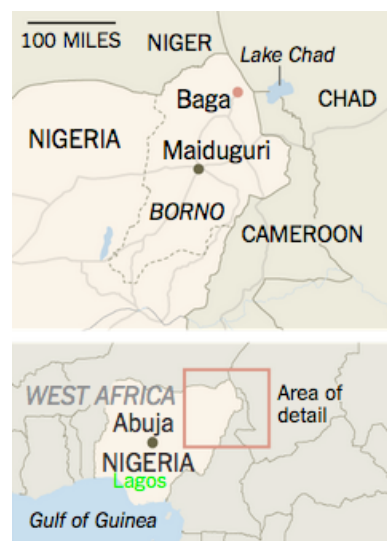 100 MILES
NIGER
Lake Chad
Baga
CHAD
NIGERIA
Maiduguri
BORNO
CAMEROON
WEST AFRICA
Area of
detail
Abuja
NIGERIA
Lagos
Gulf of Guinea